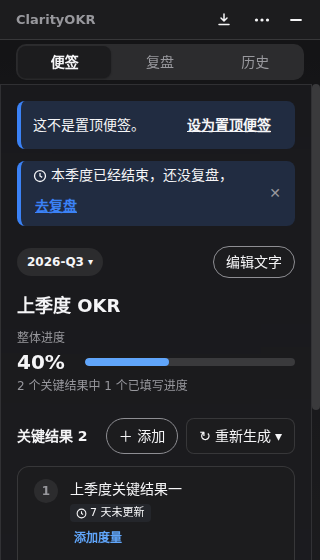 ClarityOKR
便签 复盘 历史
这不是置顶便签。 设为置顶便签
本季度已经结束，还没复盘，
去复盘
2026-Q3 ▾ 编辑文字
上季度 OKR
整体进度
40%
2 个关键结果中 1 个已填写进度
关键结果 2 + 添加 ↻ 重新生成 ▾
1 上季度关键结果一
7 天未更新
添加度量